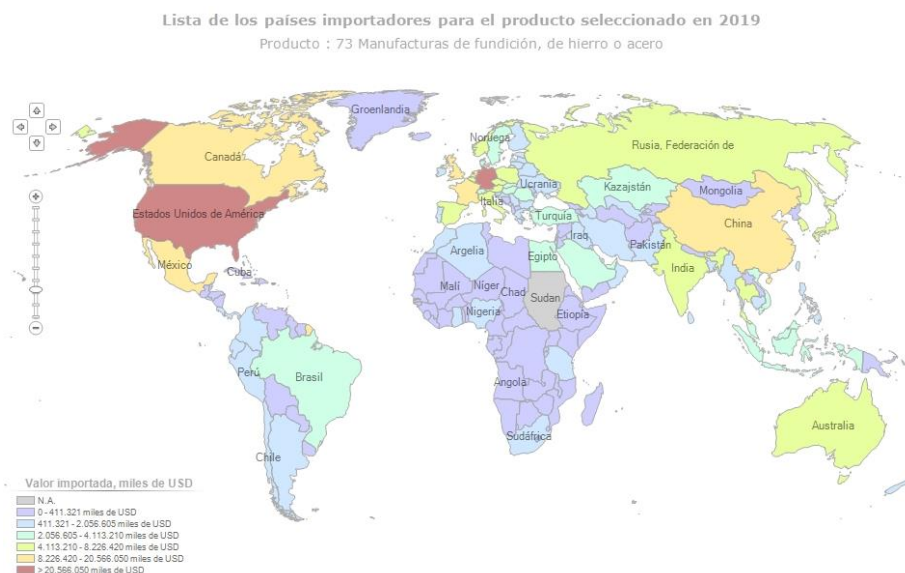 Lista de los países importadores para el producto seleccionado en 2019
Producto : 73 Manufacturas de fundición, de hierro o acero
Groenlandia
Noruega
Rusia, Federación de
Canadá
Ucrania
Kazajstán
Mongolia
Italia
Estados Unidos de América
Turquía
China
Iraq
Pakistán
Argelia
Egipto
México
Cuba
India
Malí
Níger
Chad
Sudan
Nigeria
Etiopia
Perú
Brasil
Angola
Australia
Sudáfrica
Chile
Valor importada, miles de USD
N.A.
0 - 411.321 miles de USD
411.321 - 2.056.605 miles de USD
2.056.605 - 4.113.210 miles de USD
4.113.210 - 8.226.420 miles de USD
8.226.420 - 20.566.050 miles de USD
> 20.566.050 miles de USD